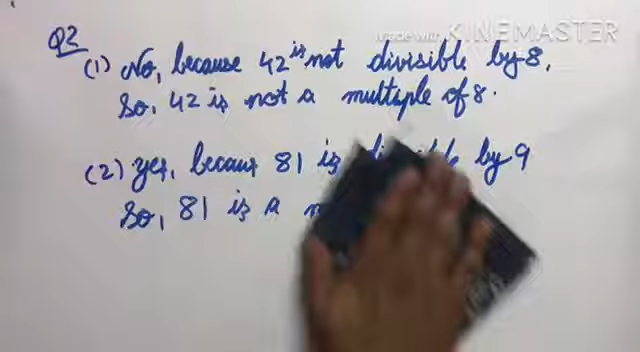 Made with KINEMASTER
Q2
(1) No, because 42 is not divisible by 8.
So, 42 is not a multiple of 8.
(2) Yes, becaus 81 is by 9
So, 81 is a